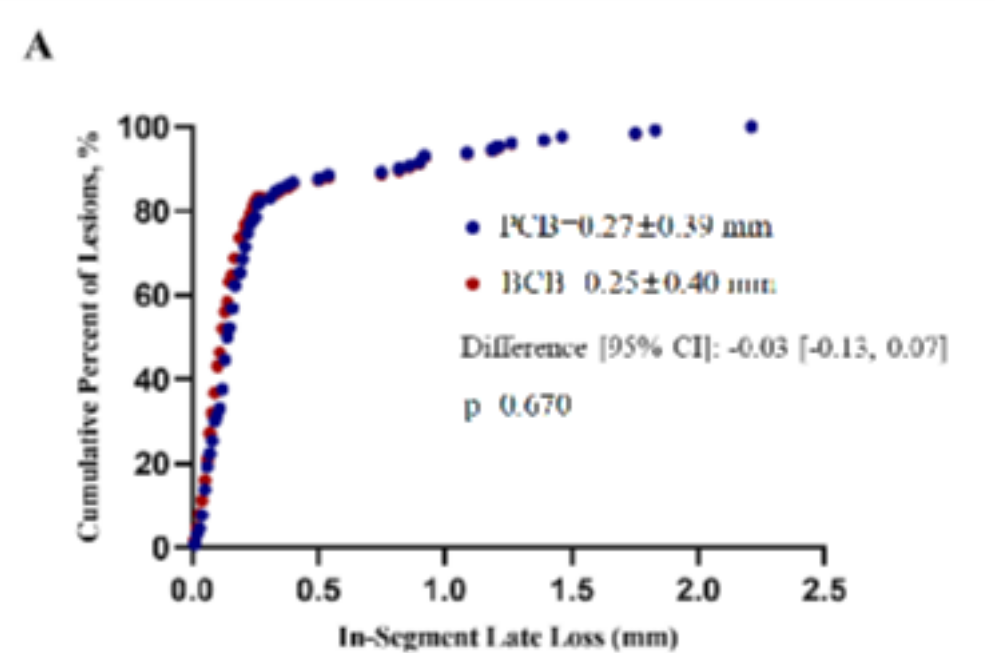 A
Cumulative Percent of Lesions, %
100
80
60
40
20
0
PCB=0.27±0.39 mm
BCB 0.25±0.40 mm
Difference [95% CI]: -0.03 [-0.13, 0.07]
p 0.670
0.0 0.5 1.0 1.5 2.0 2.5
In-Segment Late Loss (mm)